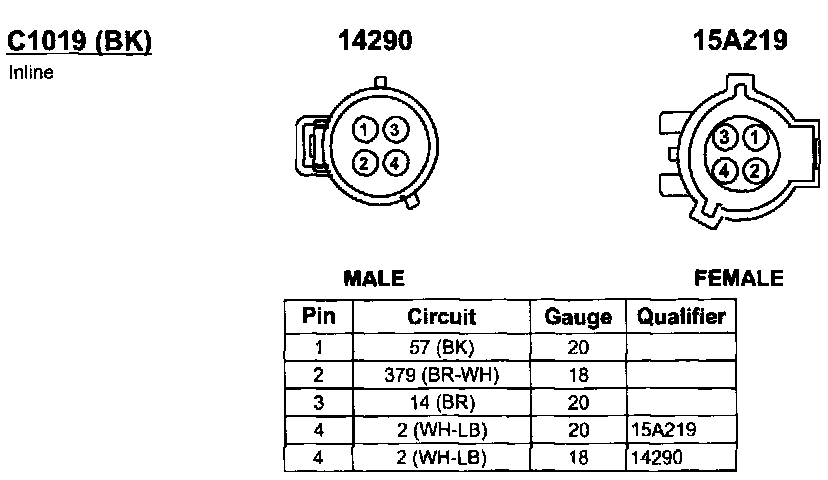 C1019 (BK)
Inline
14290
15A219
1 3
2 4
3 1
4 2
MALE
FEMALE
Pin Circuit Gauge Qualifier
1 57 (BK) 20
2 379 (BR-WH) 18
3 14 (BR) 20
4 2 (WH-LB) 20 15A219
4 2 (WH-LB) 18 14290